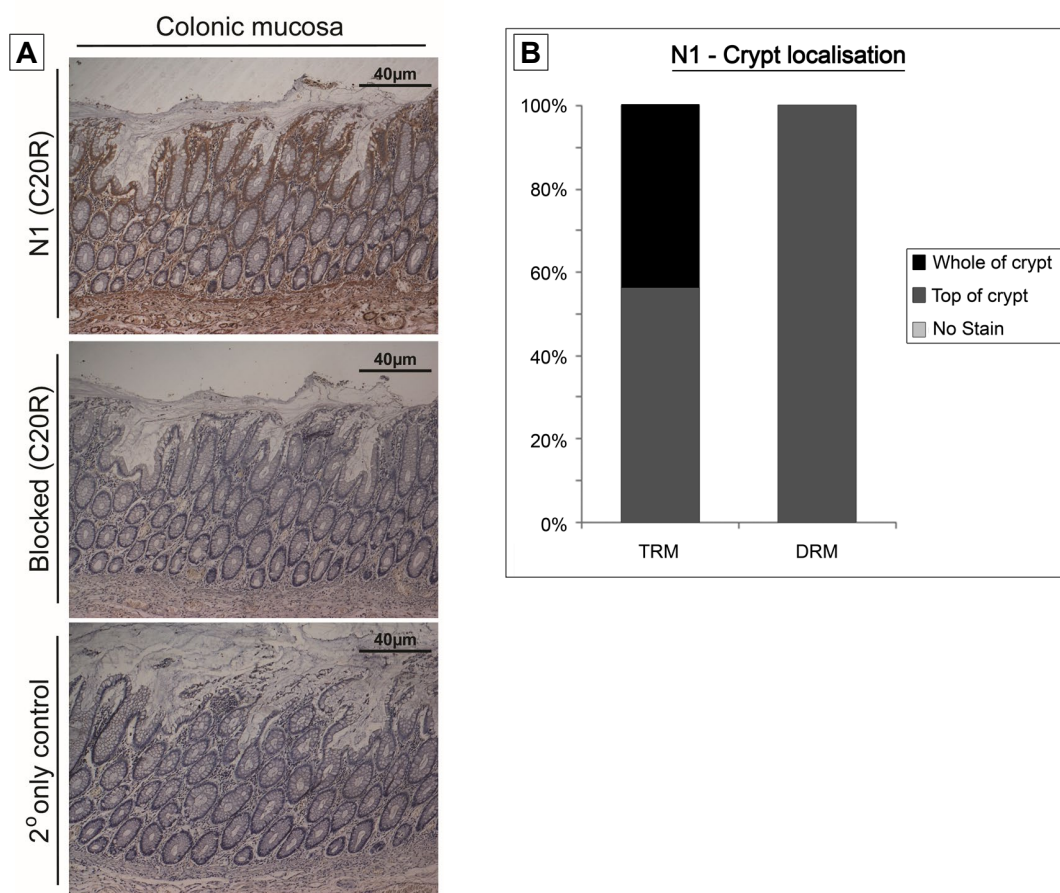 Colonic mucosa
A
N1 (C20R)
40µm
Blocked (C20R)
40µm
2° only control
40µm
B
N1 - Crypt localisation
100%
80%
60%
40%
20%
0%
TRM
DRM
Whole of crypt
Top of crypt
No Stain